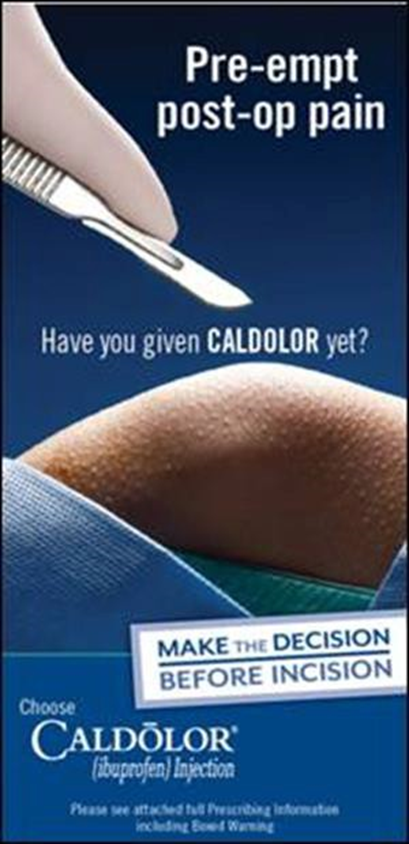 Pre-empt
post-op pain
Have you given CALDOLOR yet?
MAKE THE DECISION
BEFORE INCISION
Choose
CALDŌLOR®
(ibuprofen) Injection
Please see attached full Prescribing Information
including Boxed Warning